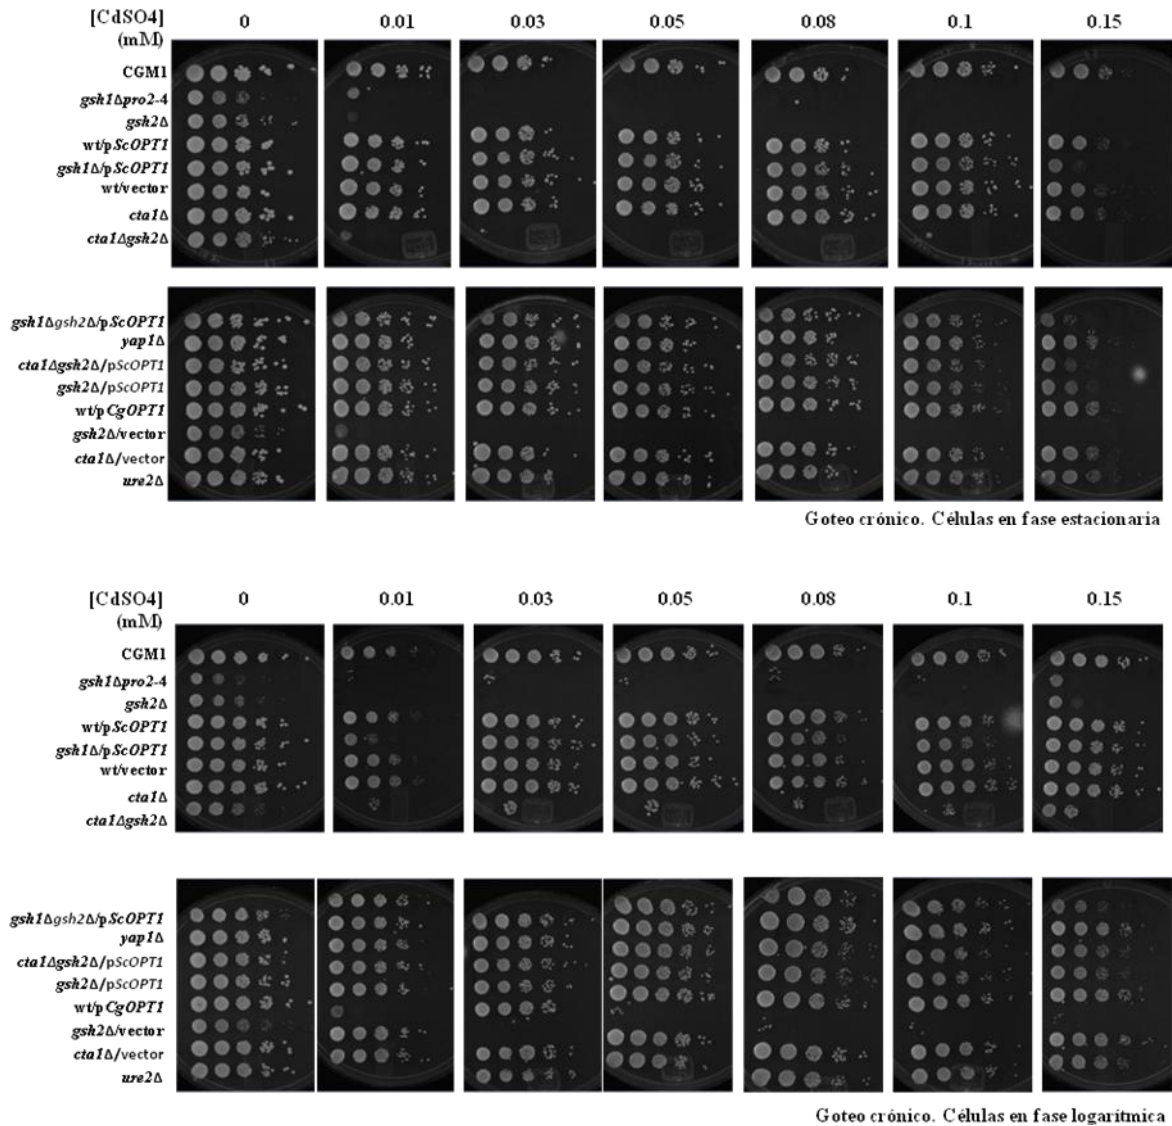 [CdSO4] 0 0.01 0.03 0.05 0.08 0.1 0.15
(mM)
CGM1
gsh1Δpro2-4
gsh2Δ
wt/pScOPT1
gsh1Δ/pScOPT1
wt/vector
cta1Δ
cta1Δgsh2Δ
gsh1Δgsh2Δ/pScOPT1
yap1Δ
cta1Δgsh2Δ/pScOPT1
gsh2Δ/pScOPT1
wt/pCgOPT1
gsh2Δ/vector
cta1Δ/vector
ure2Δ
Goteo crónico. Células en fase estacionaria
[CdSO4] 0 0.01 0.03 0.05 0.08 0.1 0.15
(mM)
CGM1
gsh1Δpro2-4
gsh2Δ
wt/pScOPT1
gsh1Δ/pScOPT1
wt/vector
cta1Δ
cta1Δgsh2Δ
gsh1Δgsh2Δ/pScOPT1
yap1Δ
cta1Δgsh2Δ/pScOPT1
gsh2Δ/pScOPT1
wt/pCgOPT1
gsh2Δ/vector
cta1Δ/vector
ure2Δ
Goteo crónico. Células en fase logarítmica